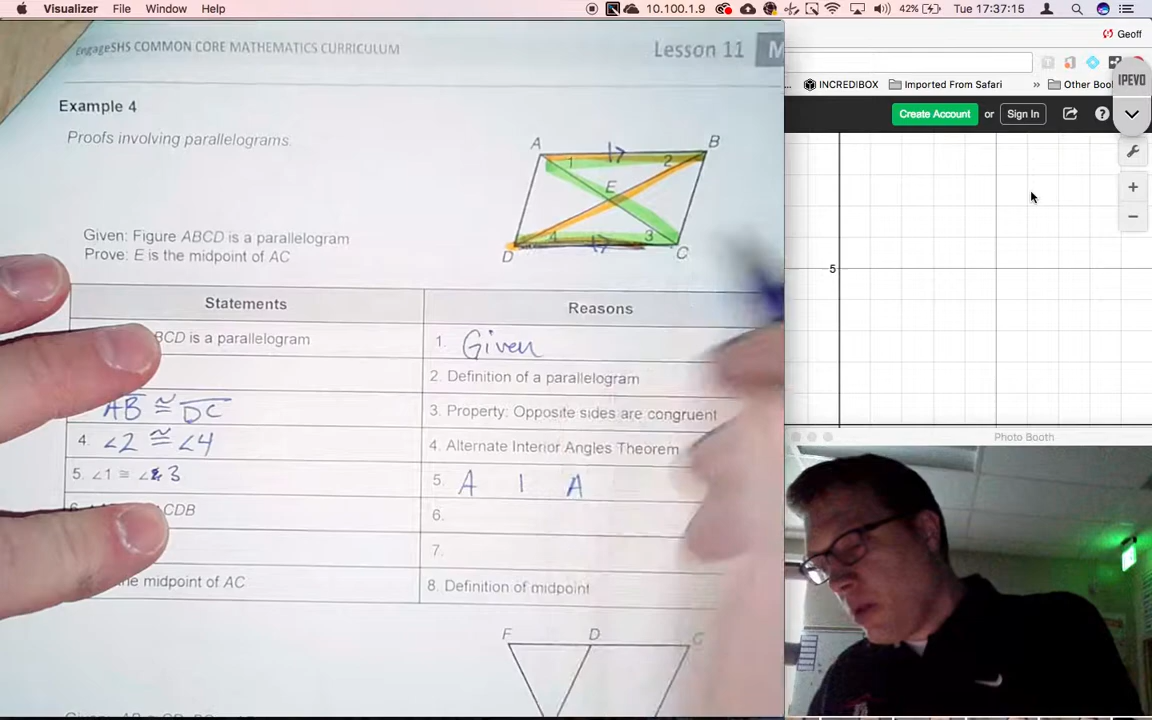 Visualizer File Window Help
10.100.1.9
42%
Tue 17:37:15
Geoff
INCREDIBOX
Imported From Safari
»
Other Boo
IPEVO
Create Account or Sign In
EngageSHS COMMON CORE MATHEMATICS CURRICULUM
Lesson 11
M
Example 4
Proofs involving parallelograms.
A
B
1
2
E
4
3
D
C
Given: Figure ABCD is a parallelogram
Prove: E is the midpoint of AC
Statements
Reasons
BCD is a parallelogram
1. Given
2. Definition of a parallelogram
AB ≅ DC
3. Property: Opposite sides are congruent
4. ∠2 ≅ ∠4
4. Alternate Interior Angles Theorem
5. ∠1 ≅ ∠3
5. A I A
CDB
6.
7.
the midpoint of AC
8. Definition of midpoint
F
D
5
Photo Booth